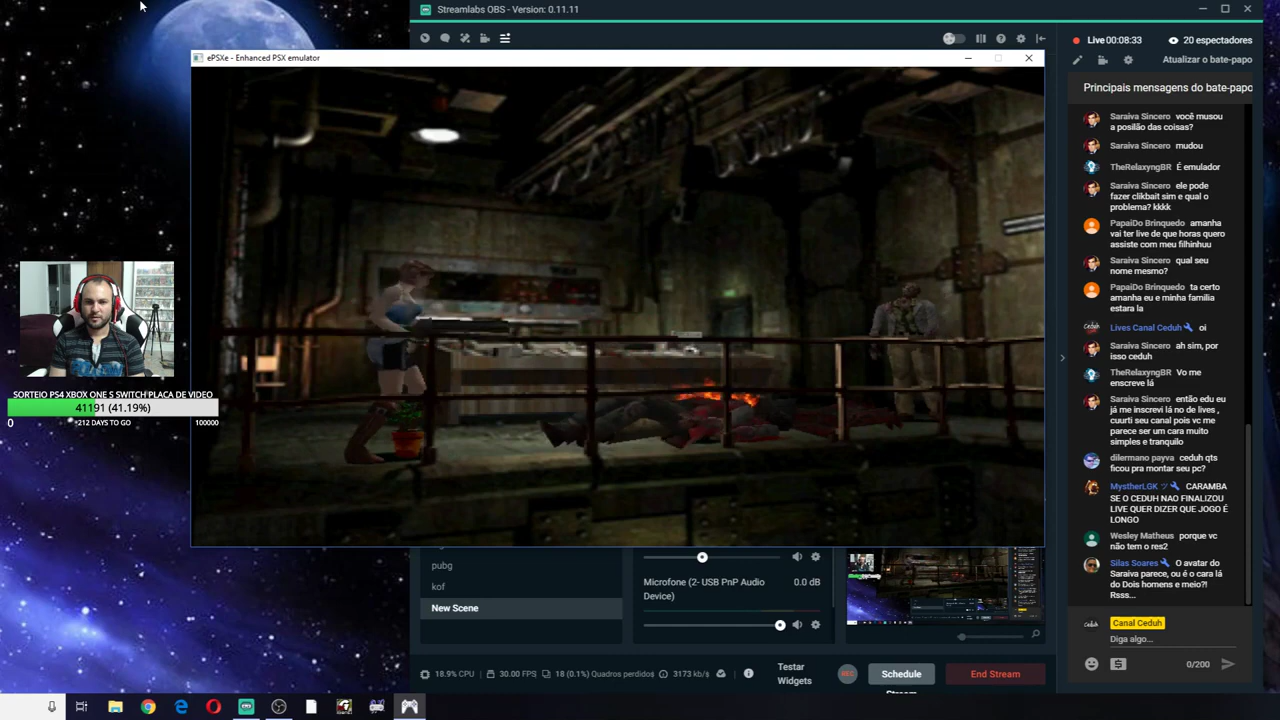 Streamlabs OBS - Version: 0.11.11
Live 00:08:33
20 espectadores
Atualizar o bate-papo
Principais mensagens do bate-papo
ePSXe - Enhanced PSX emulator
Saraiva Sincero você musou
a posilão das coisas?
Saraiva Sincero mudou
TheRelaxyngBR É emulador
Saraiva Sincero ele pode
fazer clikbait sim e qual o
problema? kkkk
PapaiDo Brinquedo amanha
vai ter live de que horas quero
assiste com meu filhinhuu
Saraiva Sincero qual seu
nome mesmo?
PapaiDo Brinquedo ta certo
amanha eu e minha familia
estara la
Lives Canal Ceduh oi
Saraiva Sincero ah sim, por
isso ceduh
TheRelaxyngBR Vo me
enscreve lá
Saraiva Sincero então edu eu
já me inscrevi lá no de lives ,
cuurti seu canal pois vc me
parece ser um cara muito
simples e tranquilo
dilermano payva ceduh qts
ficou pra montar seu pc?
MystherLGK ツ CARAMBA
SE O CEDUH NAO FINALIZOU
LIVE QUER DIZER QUE JOGO É
LONGO
Wesley Matheus porque vc
não tem o res2
Silas Soares O avatar do
Saraiva parece, ou é o cara lá
do Dois homens e meio?!
Rsss...
Canal Ceduh
Diga algo...
0/200
SORTEIO PS4 XBOX ONE S SWITCH PLACA DE VIDEO
41191 (41.19%)
0
212 DAYS TO GO
100000
pubg
kof
New Scene
Microfone (2- USB PnP Audio
Device)
0.0 dB
18.9% CPU
30.00 FPS
18 (0.1%) Quadros perdidos
3173 kb/s
Testar
Widgets
REC
Schedule
Stream
End Stream